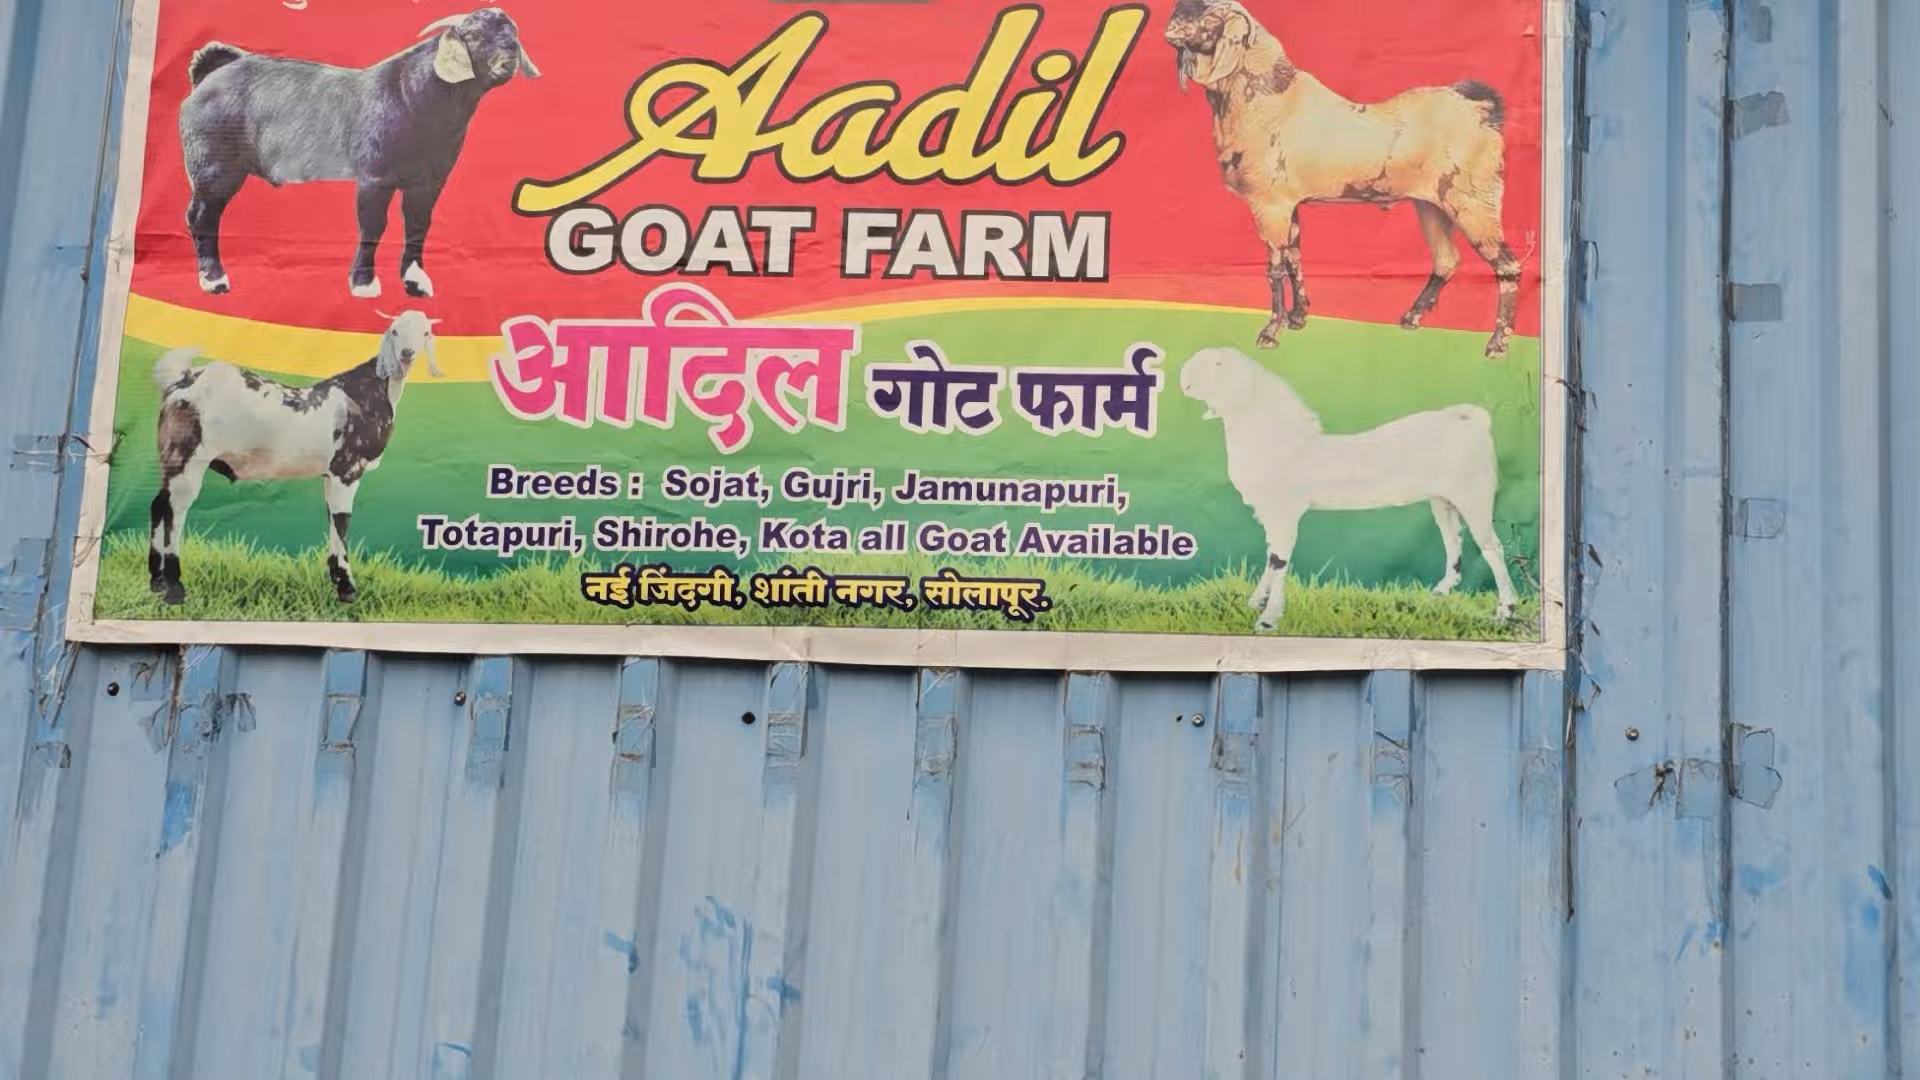 Aadil
GOAT FARM
आदिल गोट फार्म
Breeds : Sojat, Gujri, Jamunapuri,
Totapuri, Shirohe, Kota all Goat Available
नई जिंदगी, शांती नगर, सोलापूर.